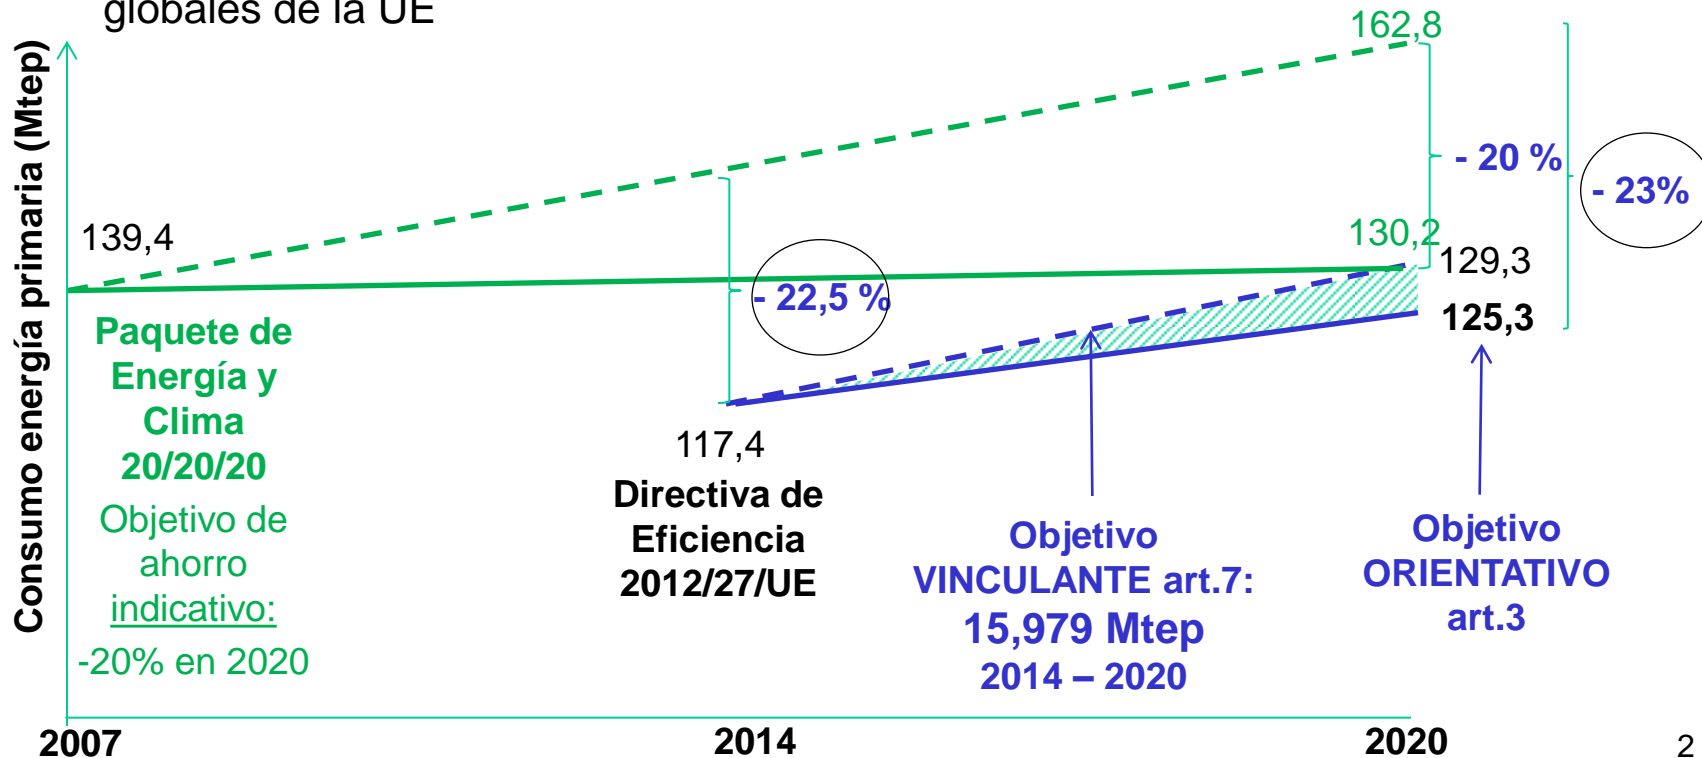 globales de la UE
162,8
Consumo energía primaria (Mtep)
- 20 %
- 23%
139,4
130,2
129,3
- 22,5 %
125,3
Paquete de
Energía y
Clima
20/20/20
Objetivo de
ahorro
indicativo:
-20% en 2020
117,4
Directiva de
Eficiencia
2012/27/UE
Objetivo
VINCULANTE art.7:
15,979 Mtep
2014 – 2020
Objetivo
ORIENTATIVO
art.3
2007
2014
2020
2